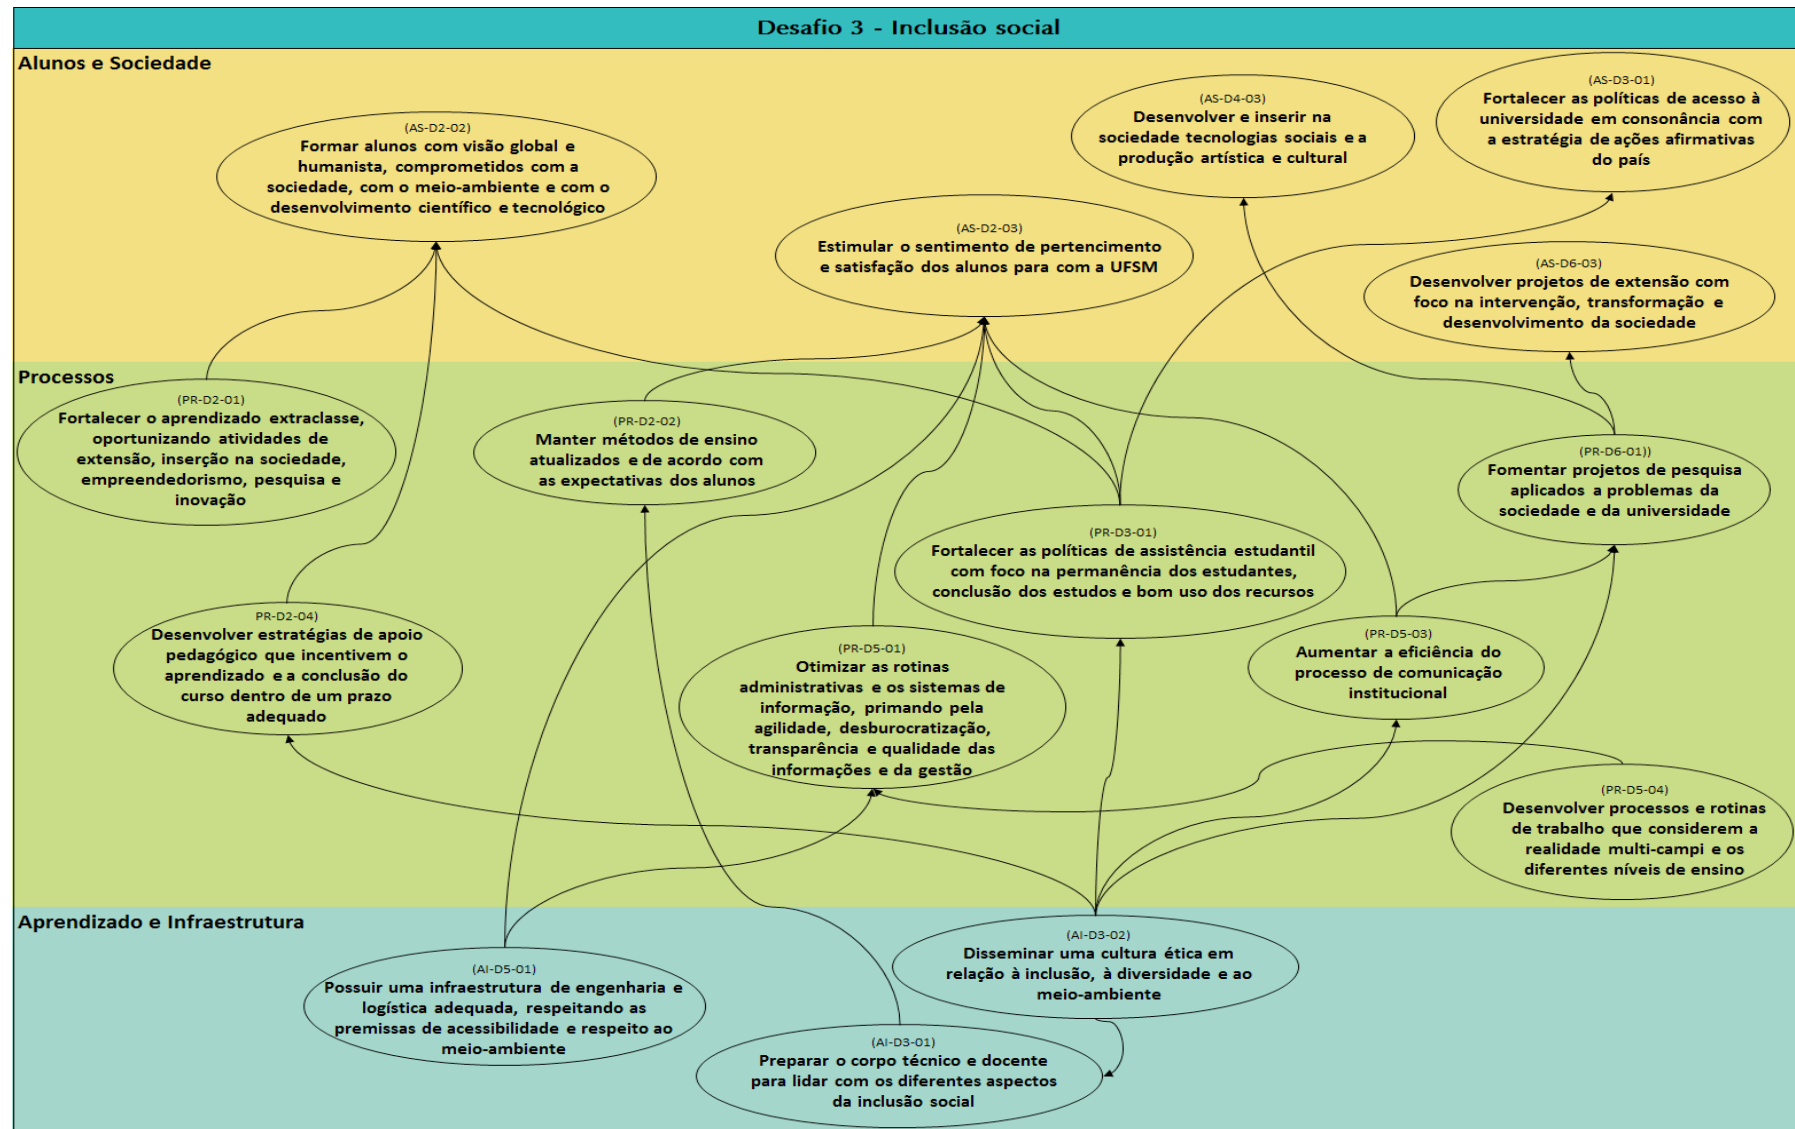 Desafio 3 - Inclusão social
Alunos e Sociedade
(AS-D2-02)
Formar alunos com visão global e
humanista, comprometidos com a
sociedade, com o meio-ambiente e com o
desenvolvimento científico e tecnológico
(AS-D4-03)
Desenvolver e inserir na
sociedade tecnologias sociais e a
produção artística e cultural
(AS-D3-01)
Fortalecer as políticas de acesso à
universidade em consonância com
a estratégia de ações afirmativas
do país
(AS-D2-03)
Estimular o sentimento de pertencimento
e satisfação dos alunos para com a UFSM
(AS-D6-03)
Desenvolver projetos de extensão com
foco na intervenção, transformação e
desenvolvimento da sociedade
Processos
(PR-D2-01)
Fortalecer o aprendizado extraclasse,
oportunizando atividades de
extensão, inserção na sociedade,
empreendedorismo, pesquisa e
inovação
(PR-D2-02)
Manter métodos de ensino
atualizados e de acordo com
as expectativas dos alunos
(PR-D6-01))
Fomentar projetos de pesquisa
aplicados a problemas da
sociedade e da universidade
(PR-D3-01)
Fortalecer as políticas de assistência estudantil
com foco na permanência dos estudantes,
conclusão dos estudos e bom uso dos recursos
PR-D2-04)
Desenvolver estratégias de apoio
pedagógico que incentivem o
aprendizado e a conclusão do
curso dentro de um prazo
adequado
(PR-D5-01)
Otimizar as rotinas
administrativas e os sistemas de
informação, primando pela
agilidade, desburocratização,
transparência e qualidade das
informações e da gestão
(PR-D5-03)
Aumentar a eficiência do
processo de comunicação
institucional
(PR-D5-04)
Desenvolver processos e rotinas
de trabalho que considerem a
realidade multi-campi e os
diferentes níveis de ensino
Aprendizado e Infraestrutura
(AI-D5-01)
Possuir uma infraestrutura de engenharia e
logística adequada, respeitando as
premissas de acessibilidade e respeito ao
meio-ambiente
(AI-D3-02)
Disseminar uma cultura ética em
relação à inclusão, à diversidade e ao
meio-ambiente
(AI-D3-01)
Preparar o corpo técnico e docente
para lidar com os diferentes aspectos
da inclusão social